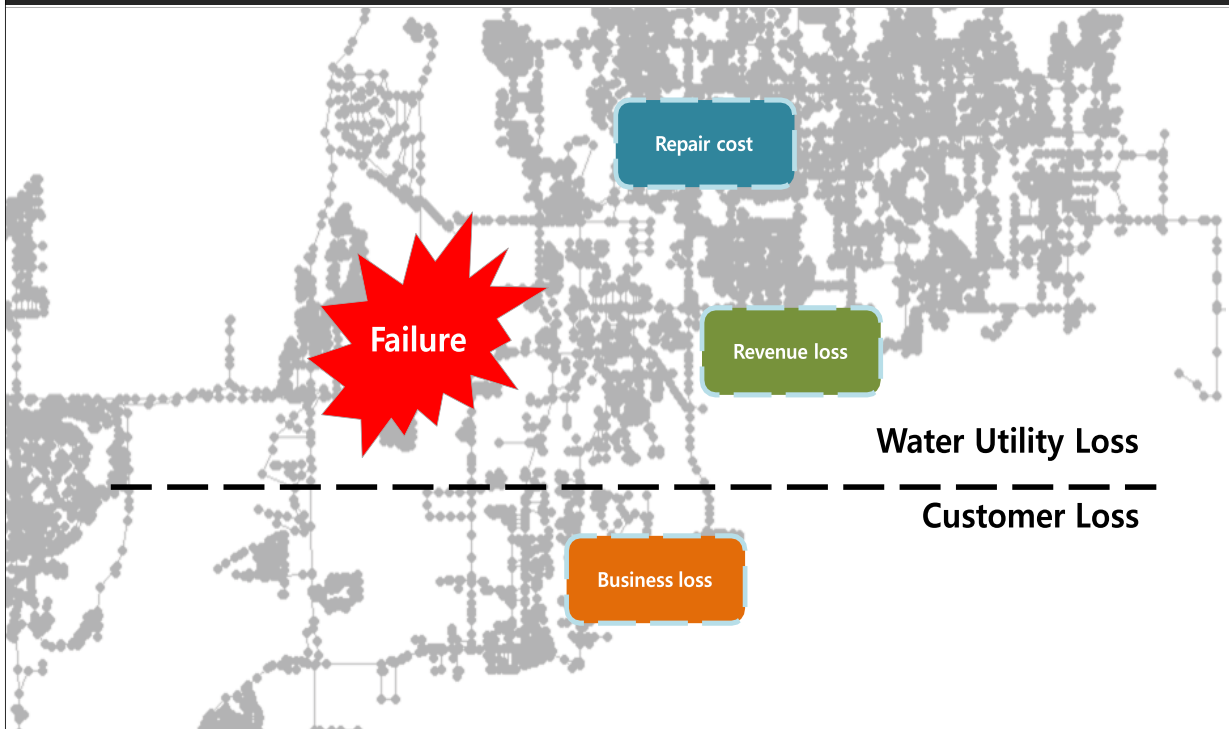 Repair cost
Failure
Revenue loss
Water Utility Loss
Customer Loss
Business loss